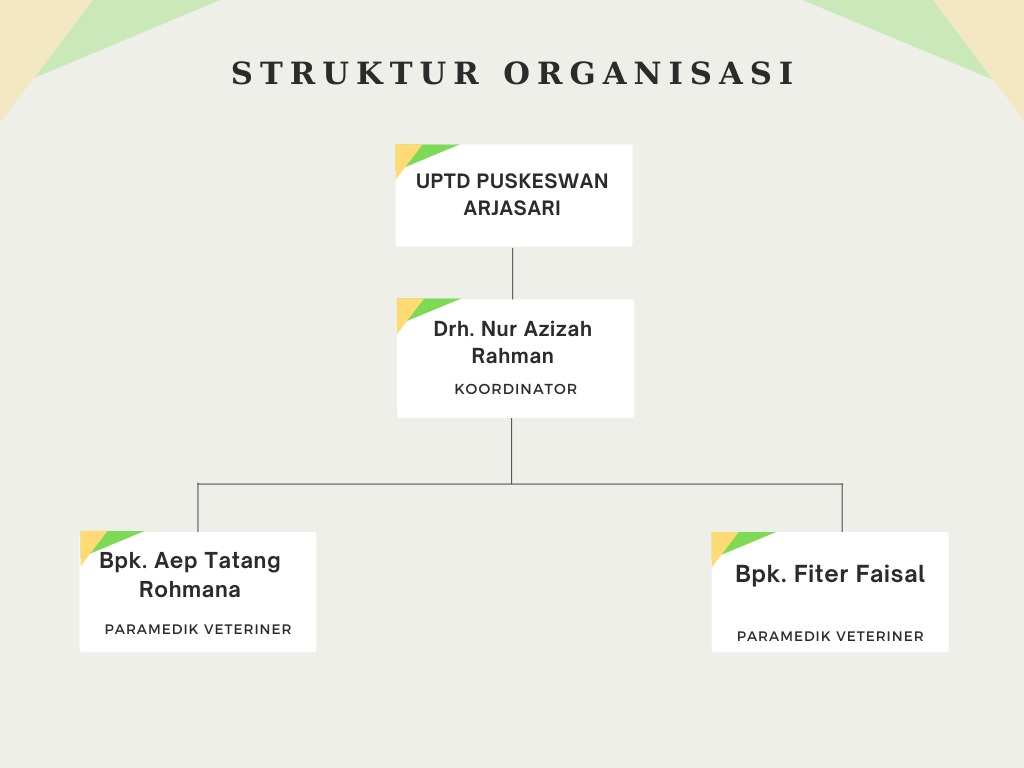 STRUKTUR ORGANISASI
UPTD PUSKESWAN
ARJASARI
Drh. Nur Azizah
Rahman
KOORDINATOR
Bpk. Aep Tatang
Rohmana
PARAMEDIK VETERINER
Bpk. Fiter Faisal
PARAMEDIK VETERINER